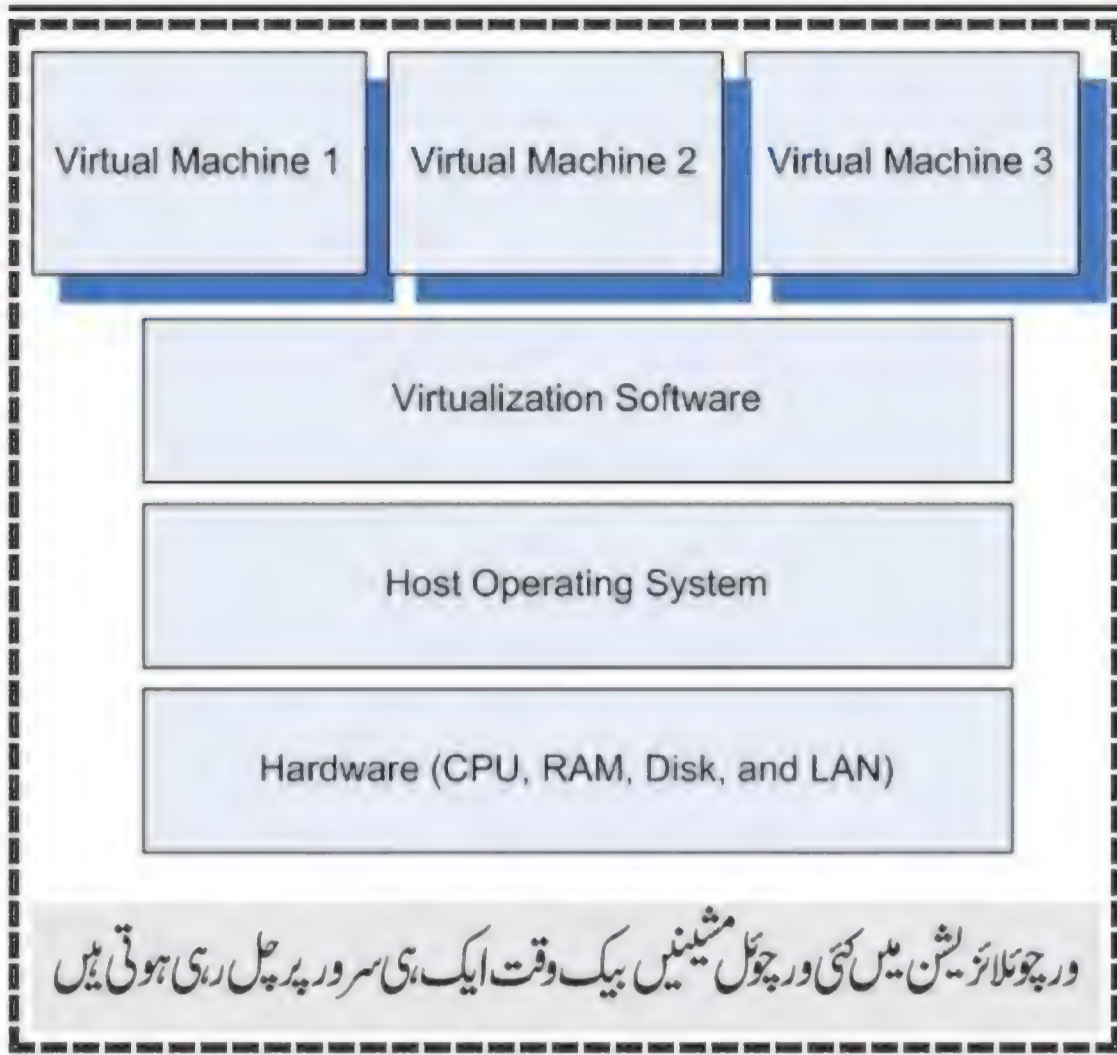 Virtual Machine 1 Virtual Machine 2 Virtual Machine 3
Virtualization Software
Host Operating System
Hardware (CPU, RAM, Disk, and LAN)
ورچوئلائزیشن میں کئی ورچوئل مشینیں بیک وقت ایک ہی سرور پر چل رہی ہوتی ہیں